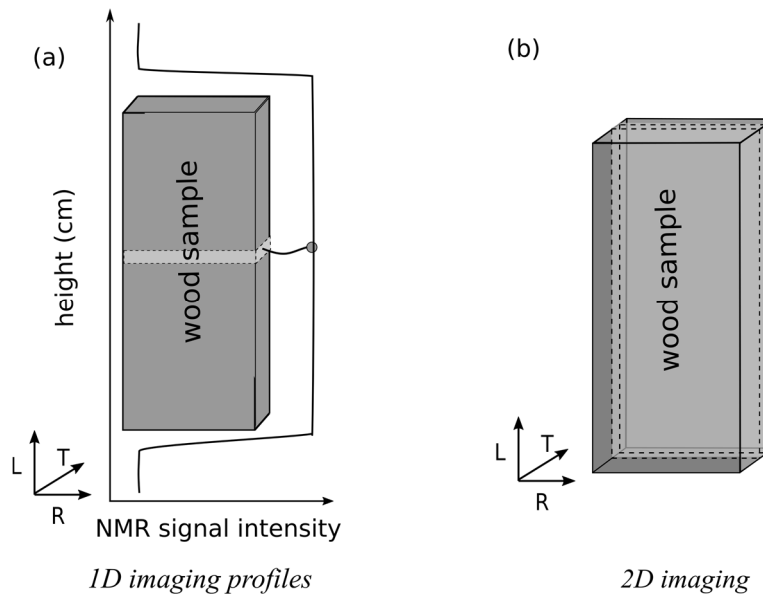 (a)
height (cm)
wood sample
L
T
R
NMR signal intensity
1D imaging profiles
(b)
wood sample
L
T
R
2D imaging